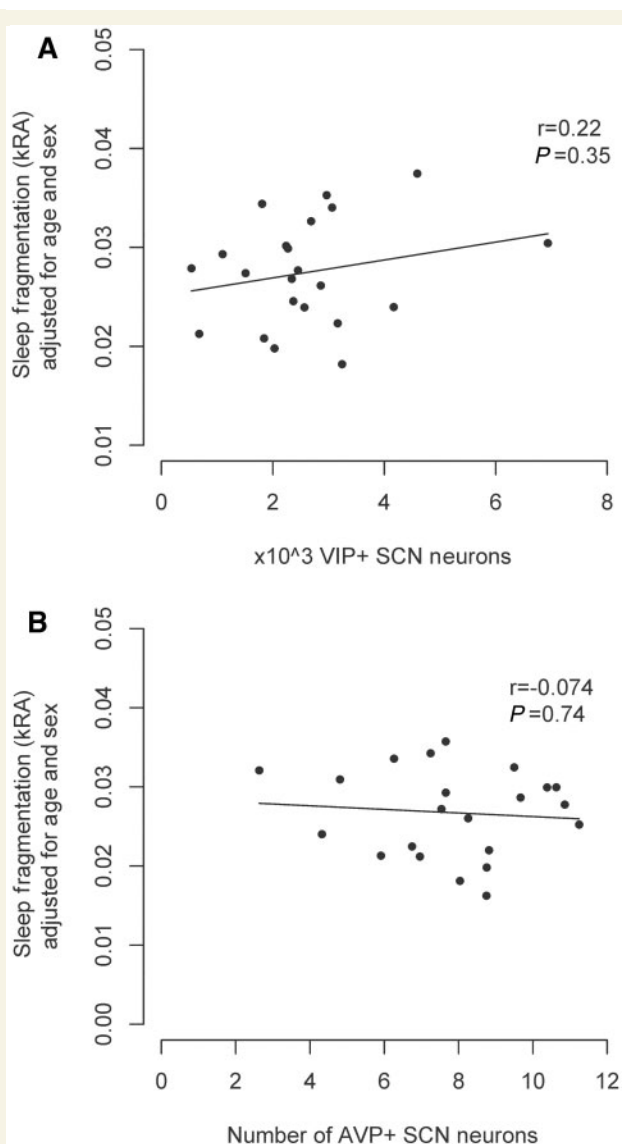 A
Sleep fragmentation (kRA)
adjusted for age and sex
0.05
0.04
0.03
0.02
0.01
r=0.22
P=0.35
0 2 4 6 8
x10^3 VIP+ SCN neurons
B
Sleep fragmentation (kRA)
adjusted for age and sex
0.05
0.04
0.03
0.02
0.01
0.00
r=-0.074
P=0.74
0 2 4 6 8 10 12
Number of AVP+ SCN neurons